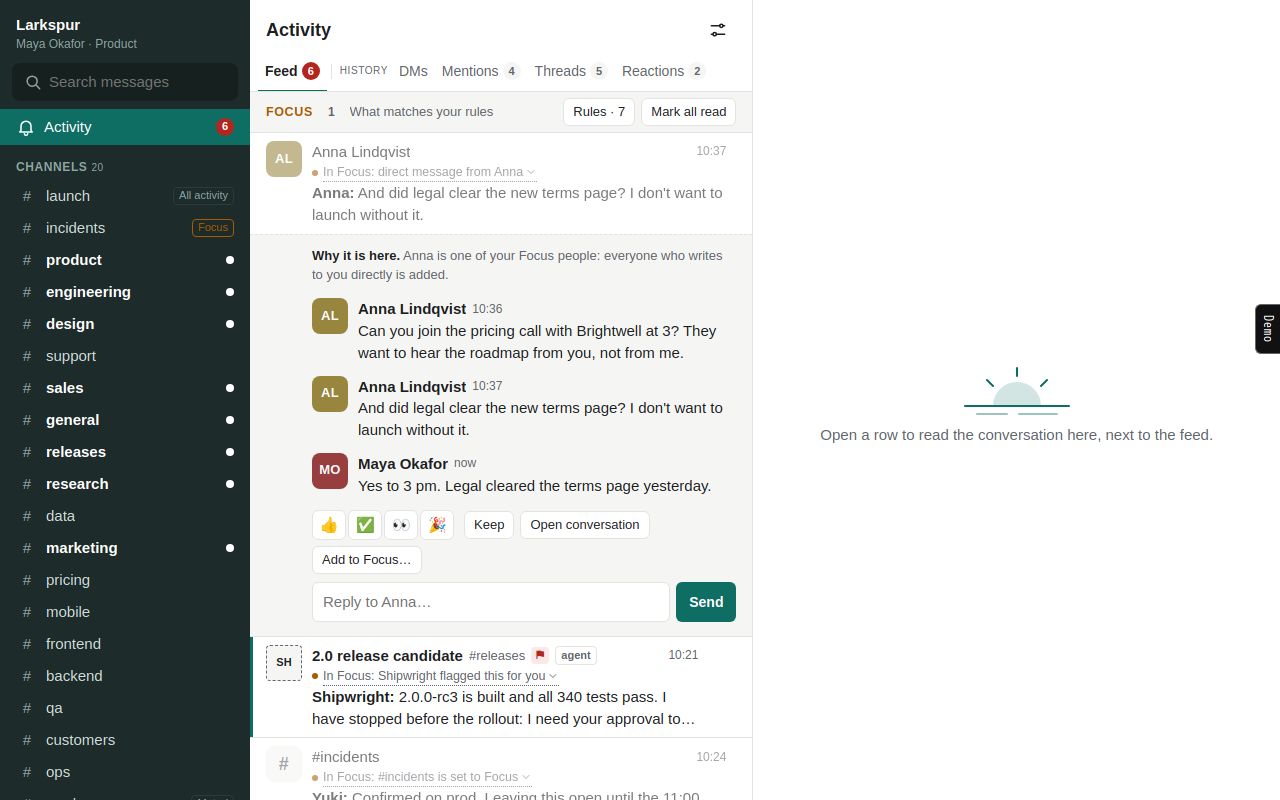 Larkspur
Maya Okafor · Product
Search messages
Activity 6
CHANNELS 20
# launch All activity
# incidents Focus
# product
# engineering
# design
# support
# sales
# general
# releases
# research
# data
# marketing
# pricing
# mobile
# frontend
# backend
# qa
# customers
# ops
Activity
Feed 6 HISTORY DMs Mentions 4 Threads 5 Reactions 2
FOCUS 1 What matches your rules Rules · 7 Mark all read
AL Anna Lindqvist 10:37
In Focus: direct message from Anna
Anna: And did legal clear the new terms page? I don't want to
launch without it.
Why it is here. Anna is one of your Focus people: everyone who writes
to you directly is added.
AL Anna Lindqvist 10:36
Can you join the pricing call with Brightwell at 3? They
want to hear the roadmap from you, not from me.
AL Anna Lindqvist 10:37
And did legal clear the new terms page? I don't want to
launch without it.
MO Maya Okafor now
Yes to 3 pm. Legal cleared the terms page yesterday.
Keep Open conversation
Add to Focus…
Reply to Anna… Send
SH 2.0 release candidate #releases agent 10:21
In Focus: Shipwright flagged this for you
Shipwright: 2.0.0-rc3 is built and all 340 tests pass. I
have stopped before the rollout: I need your approval to…
# #incidents 10:24
In Focus: #incidents is set to Focus
Yuki: Confirmed on prod. Leaving this open until the 11:00
Open a row to read the conversation here, next to the feed.
Demo